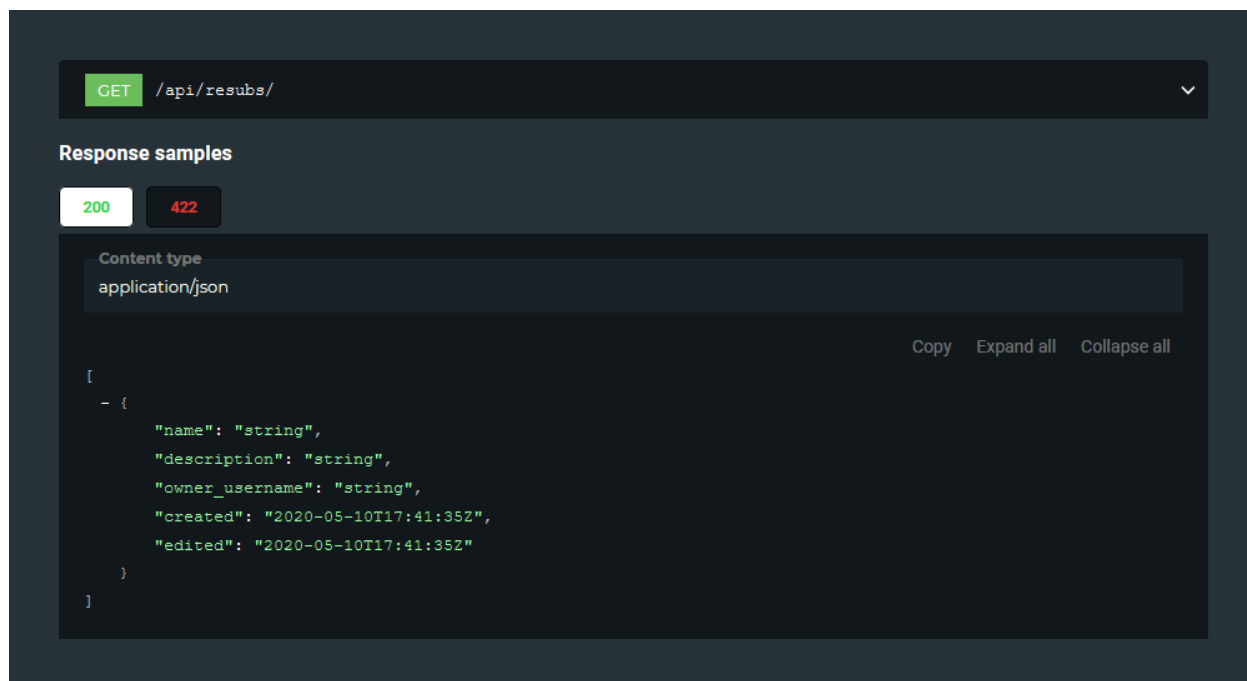 GET /api/resubs/
Response samples
200 422
Content type
application/json
Copy Expand all Collapse all
[
- {
"name": "string",
"description": "string",
"owner_username": "string",
"created": "2020-05-10T17:41:35Z",
"edited": "2020-05-10T17:41:35Z"
}
]